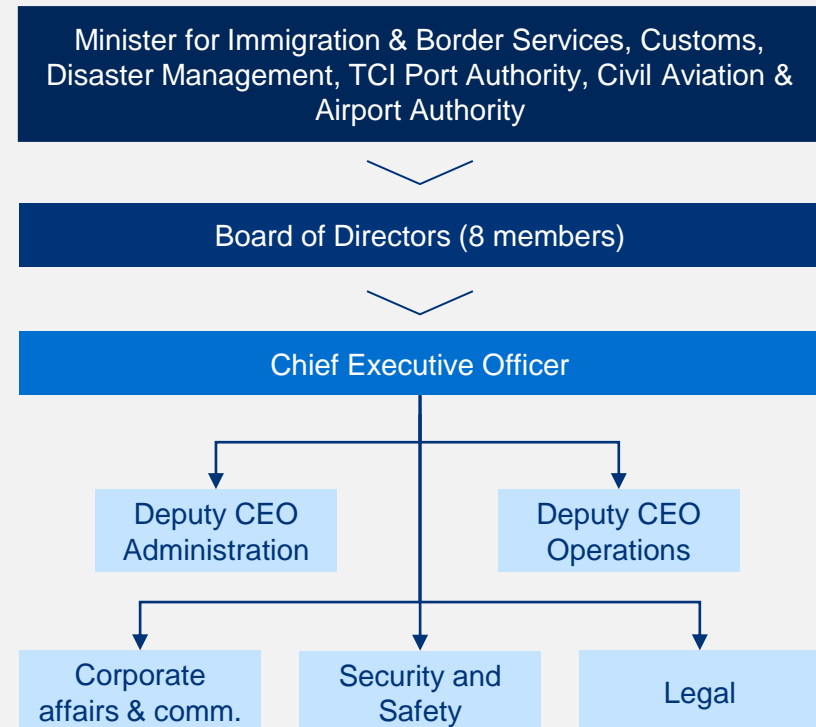 Minister for Immigration & Border Services, Customs,
Disaster Management, TCI Port Authority, Civil Aviation &
Airport Authority
Board of Directors (8 members)
Chief Executive Officer
Deputy CEO
Administration
Deputy CEO
Operations
Corporate
affairs & comm.
Security and
Safety
Legal